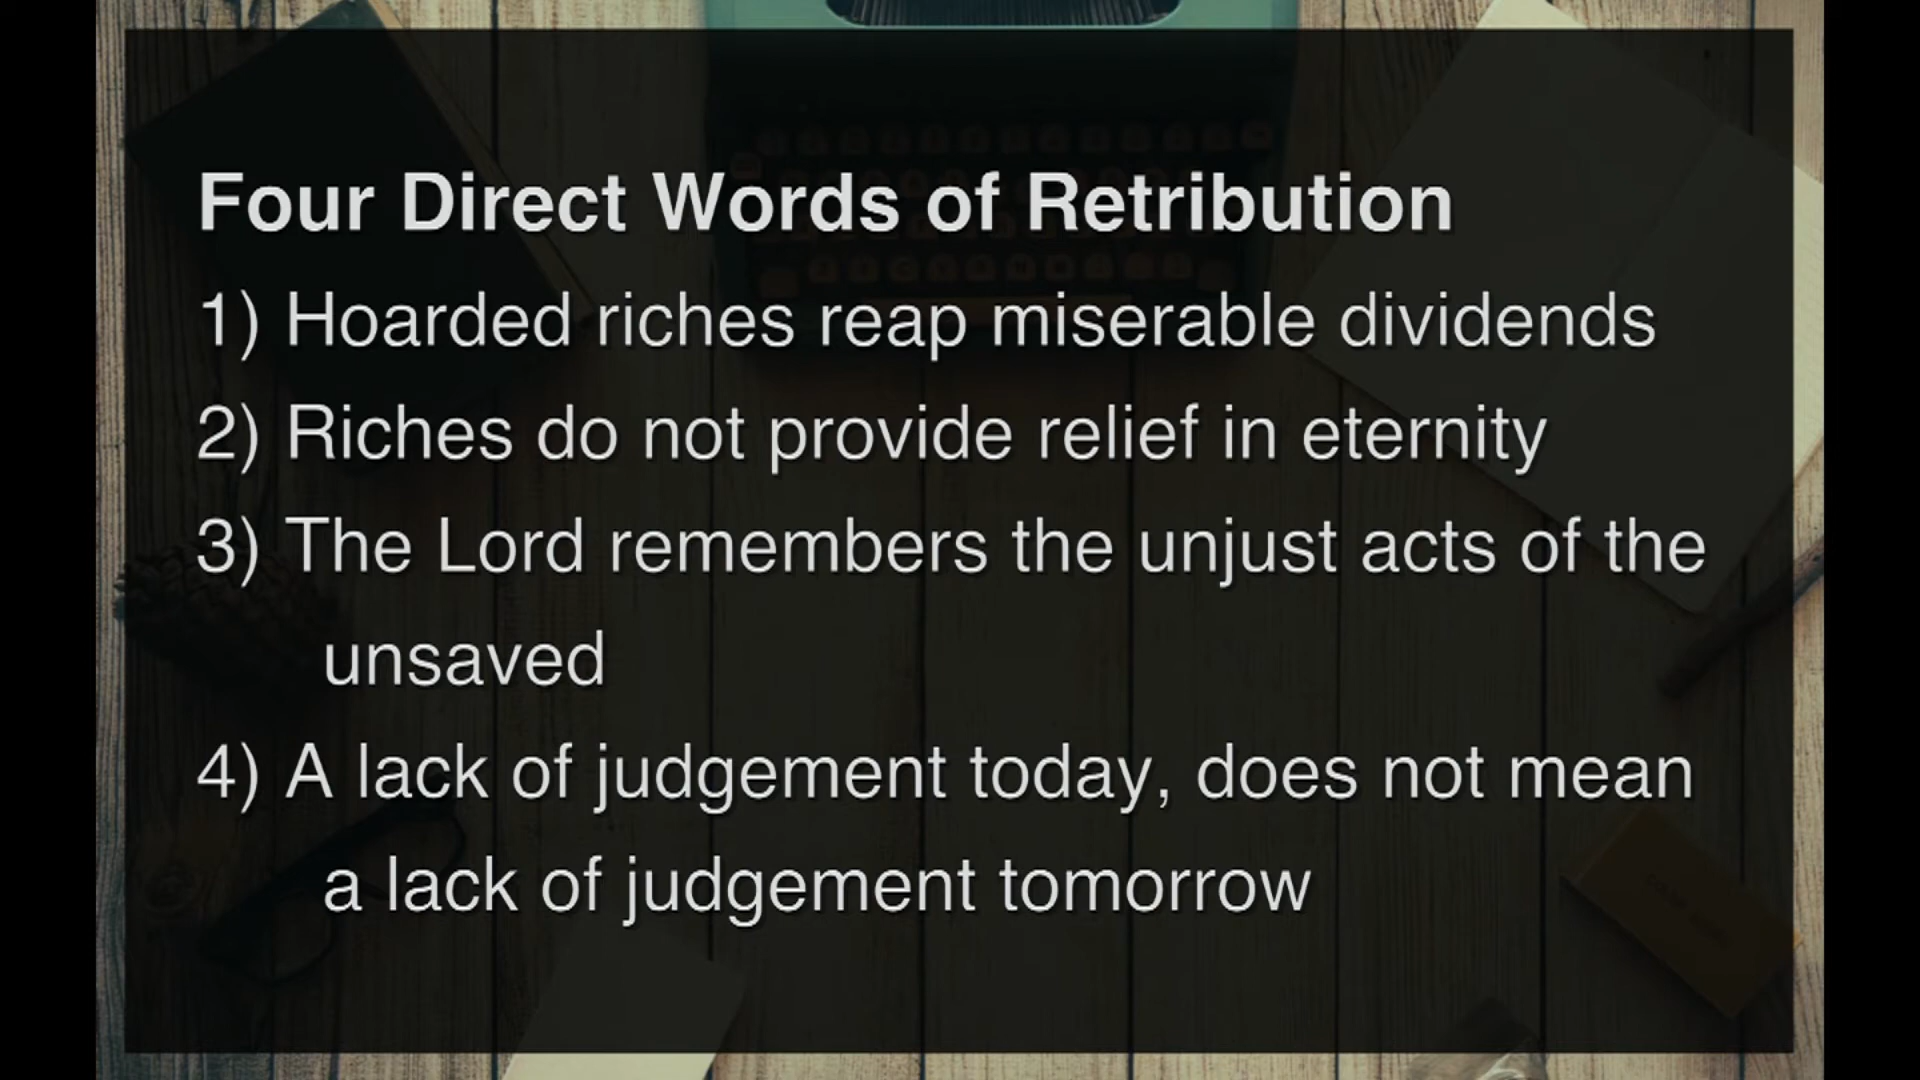 Four Direct Words of Retribution
1) Hoarded riches reap miserable dividends
2) Riches do not provide relief in eternity
3) The Lord remembers the unjust acts of the
unsaved
4) A lack of judgement today, does not mean
a lack of judgement tomorrow